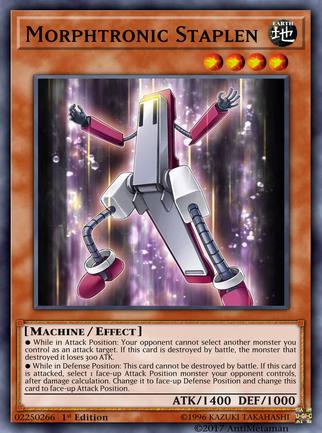 MORPHTRONIC STAPLEN
EARTH
地
[MACHINE / EFFECT]
● While in Attack Position: Your opponent cannot select another monster you
control as an attack target. If this card is destroyed by battle, the monster that
destroyed it loses 300 ATK.
● While in Defense Position: This card cannot be destroyed by battle. If this card
is attacked, select 1 face-up Attack Position monster your opponent controls,
after damage calculation. Change it to face-up Defense Position and change
this card to face-up Attack Position.
ATK/1400 DEF/1000
02250266 1st Edition ©1996 KAZUKI TAKAHASHI
©2017 AntiMetaman